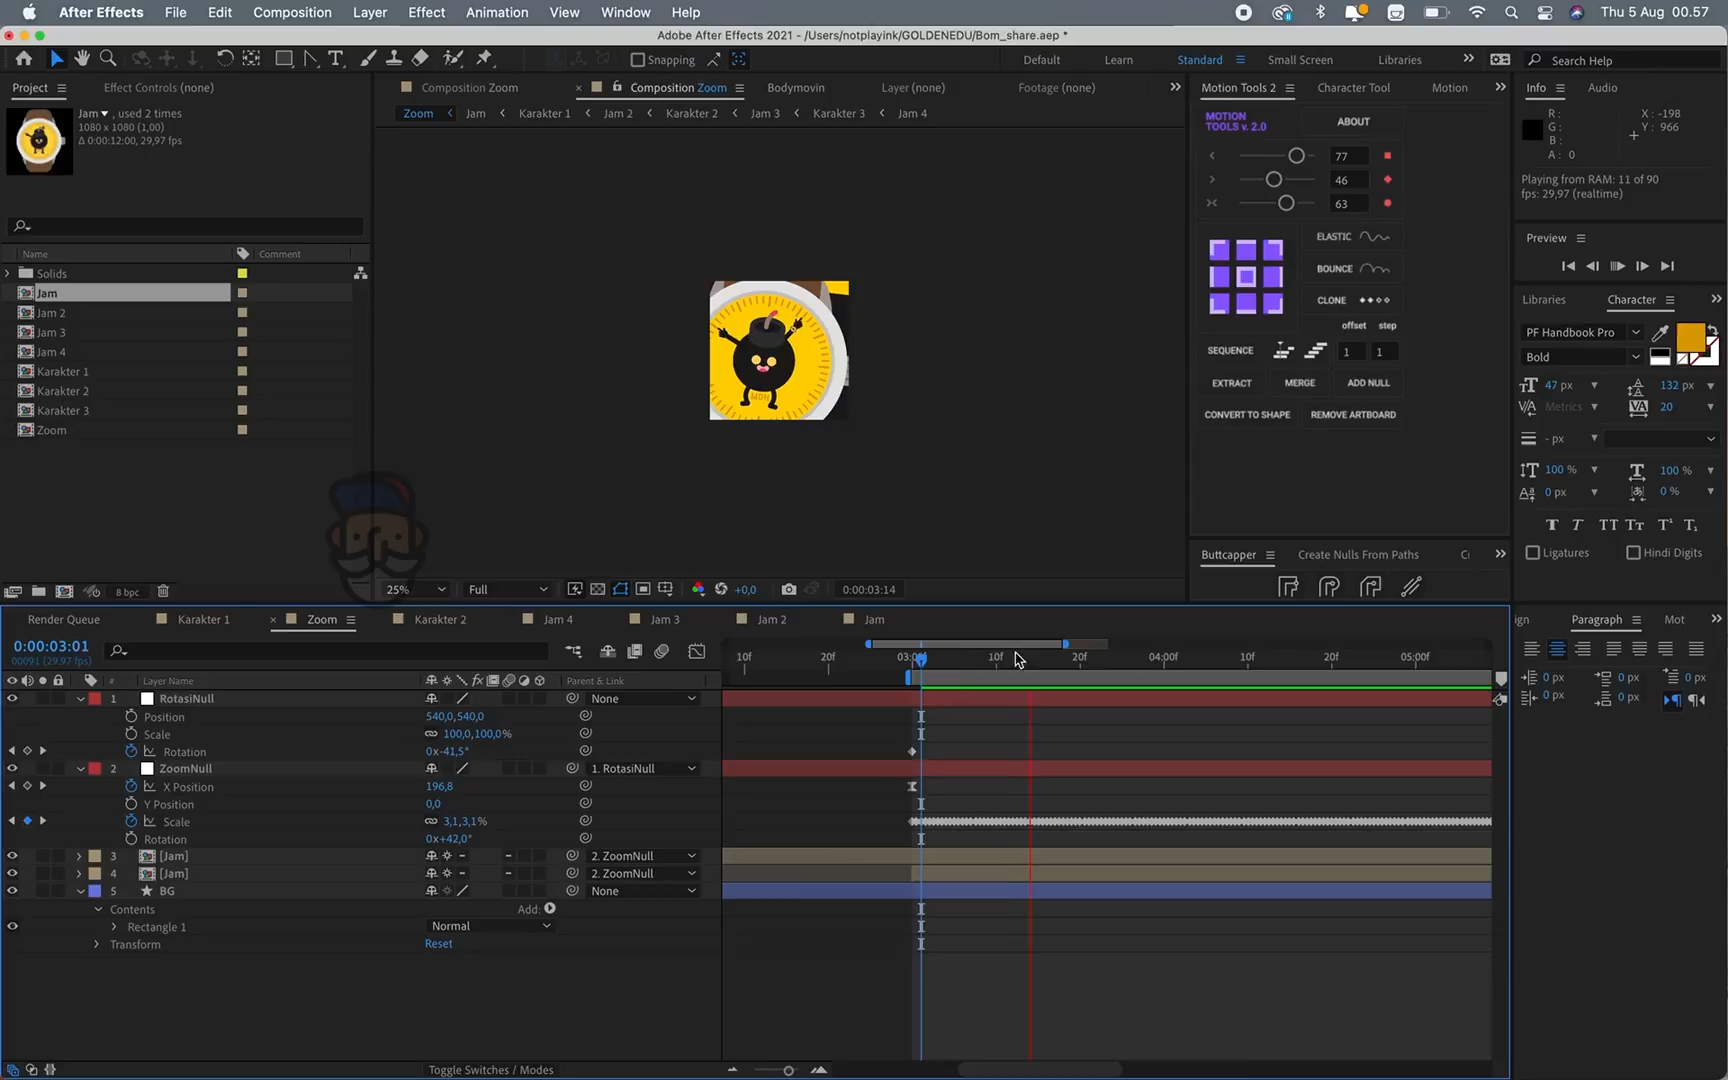 After Effects File Edit Composition Layer Effect Animation View Window Help Thu 5 Aug 00.57
Adobe After Effects 2021 - /Users/notplayink/GOLDENEDU/Bom_share.aep *
Snapping Default Learn Standard Small Screen Libraries Search Help
Project Effect Controls (none) Composition Zoom Composition Zoom Bodymovin Layer (none) Footage (none) Motion Tools 2 Character Tool Motion Info Audio
Jam , used 2 times
1080 x 1080 (1,00)
Δ 0:00:12:00, 29,97 fps
Zoom Jam Karakter 1 Jam 2 Karakter 2 Jam 3 Karakter 3 Jam 4
MOTION
TOOLS v. 2.0
ABOUT
77
46
63
ELASTIC
BOUNCE
CLONE
offset step
SEQUENCE 1 1
EXTRACT MERGE ADD NULL
CONVERT TO SHAPE REMOVE ARTBOARD
R :
G :
B :
A : 0
X : -198
Y : 966
Playing from RAM: 11 of 90
fps: 29,97 (realtime)
Preview
Libraries Character
PF Handbook Pro
Bold
47 px 132 px
Metrics 20
- px
100 % 100 %
0 px 0 %
T T TT Tt T¹ T₁
Ligatures Hindi Digits
Name Comment
Solids
Jam
Jam 2
Jam 3
Jam 4
Karakter 1
Karakter 2
Karakter 3
Zoom
MDH
8 bpc
25% Full +0,0 0:00:03:14
Buttcapper Create Nulls From Paths
Render Queue Karakter 1 Zoom Karakter 2 Jam 4 Jam 3 Jam 2 Jam
ign Paragraph Mot
0 px 0 px 0 px
0 px 0 px
0:00:03:01
00091 (29.97 fps)
10f 20f 03:00f 10f 20f 04:00f 10f 20f 05:00f
# Layer Name Parent & Link
1 RotasiNull None
Position 540,0,540,0
Scale 100,0,100,0%
Rotation 0x-41,5°
2 ZoomNull 1. RotasiNull
X Position 196,8
Y Position 0,0
Scale 3,1,3,1%
Rotation 0x+42,0°
3 [Jam] 2. ZoomNull
4 [Jam] 2. ZoomNull
5 BG None
Contents Add:
Rectangle 1 Normal
Transform Reset
Toggle Switches / Modes